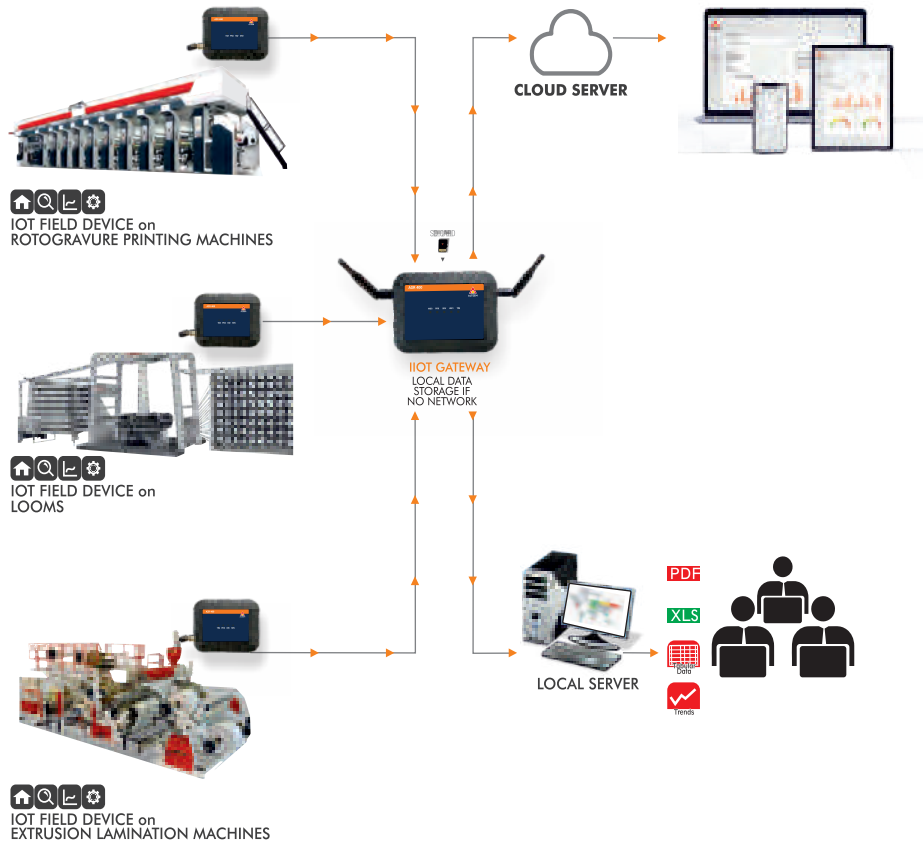 CLOUD SERVER
IOT FIELD DEVICE on
ROTOGRAVURE PRINTING MACHINES
IIOT GATEWAY
LOCAL DATA
STORAGE IF
NO NETWORK
IOT FIELD DEVICE on
LOOMS
PDF
XLS
Tabular
Data
Trends
LOCAL SERVER
IOT FIELD DEVICE on
EXTRUSION LAMINATION MACHINES